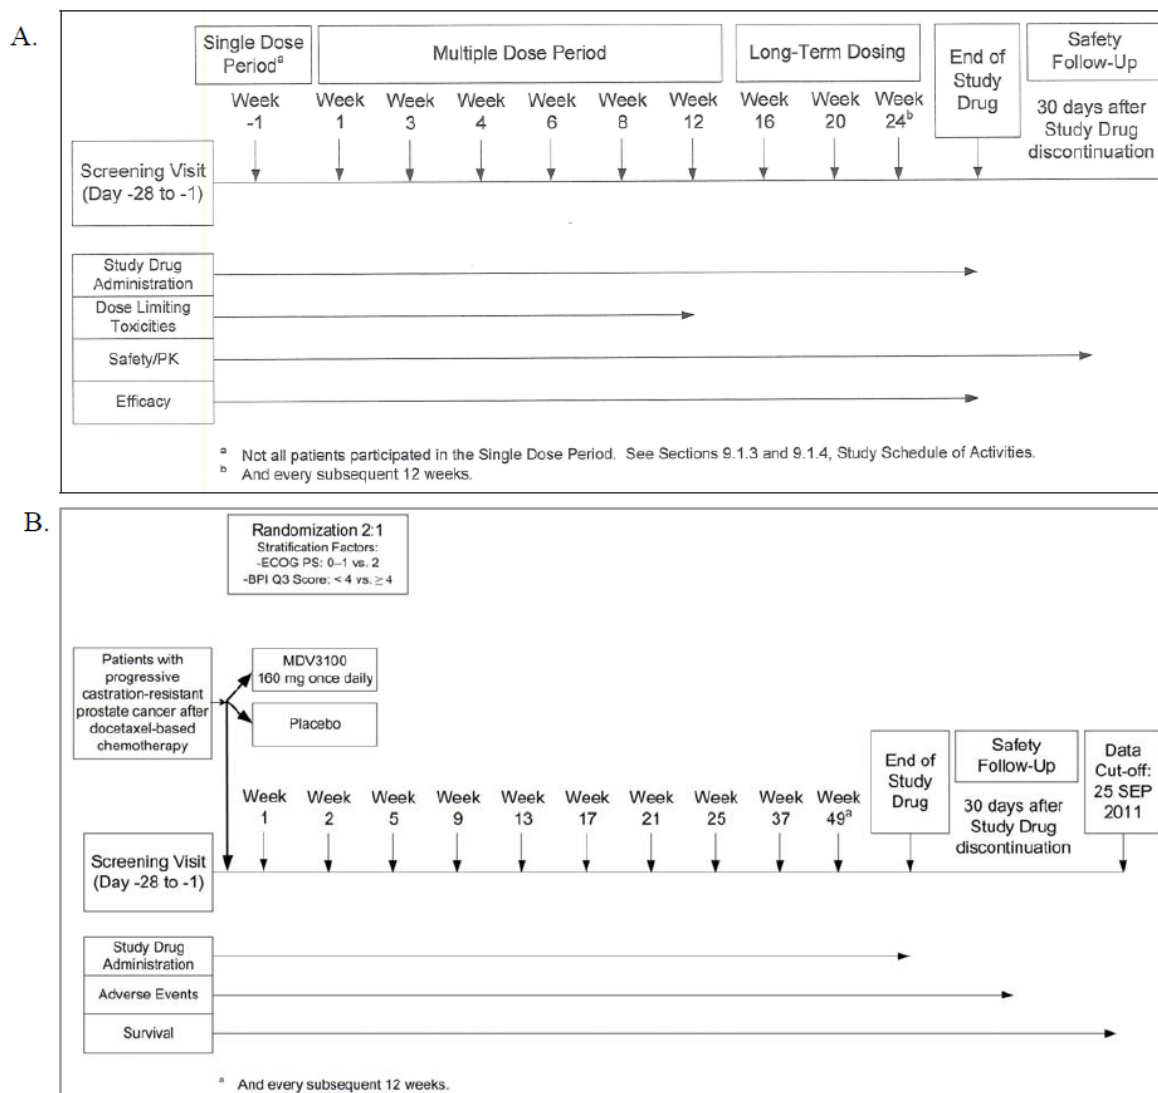 A.
Single Dose
Periodᵃ
Multiple Dose Period
Long-Term Dosing
End of
Study
Drug
Safety
Follow-Up
Week
-1
Week
1
Week
3
Week
4
Week
6
Week
8
Week
12
Week
16
Week
20
Week
24ᵇ
30 days after
Study Drug
discontinuation
Screening Visit
(Day -28 to -1)
Study Drug
Administration
Dose Limiting
Toxicities
Safety/PK
Efficacy
ᵃ Not all patients participated in the Single Dose Period. See Sections 9.1.3 and 9.1.4, Study Schedule of Activities.
ᵇ And every subsequent 12 weeks.
B.
Randomization 2:1
Stratification Factors:
-ECOG PS: 0–1 vs. 2
-BPI Q3 Score: < 4 vs. ≥ 4
Patients with
progressive
castration-resistant
prostate cancer after
docetaxel-based
chemotherapy
MDV3100
160 mg once daily
Placebo
Week
1
Week
2
Week
5
Week
9
Week
13
Week
17
Week
21
Week
25
Week
37
Week
49ᵃ
End of
Study
Drug
Safety
Follow-Up
30 days after
Study Drug
discontinuation
Data
Cut-off:
25 SEP
2011
Screening Visit
(Day -28 to -1)
Study Drug
Administration
Adverse Events
Survival
ᵃ And every subsequent 12 weeks.